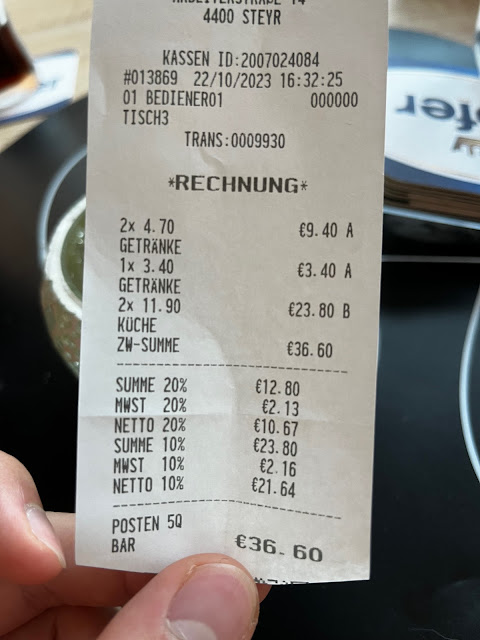 4400 STEYR
KASSEN ID:2007024084
#013869 22/10/2023 16:32:25
01 BEDIENER01 000000
TISCH3
TRANS:0009930
*RECHNUNG*
2x 4.70 €9.40 A
GETRÄNKE
1x 3.40 €3.40 A
GETRÄNKE
2x 11.90 €23.80 B
KÜCHE
ZW-SUMME €36.60
SUMME 20% €12.80
MWST 20% €2.13
NETTO 20% €10.67
SUMME 10% €23.80
MWST 10% €2.16
NETTO 10% €21.64
POSTEN 5Q
BAR €36.60